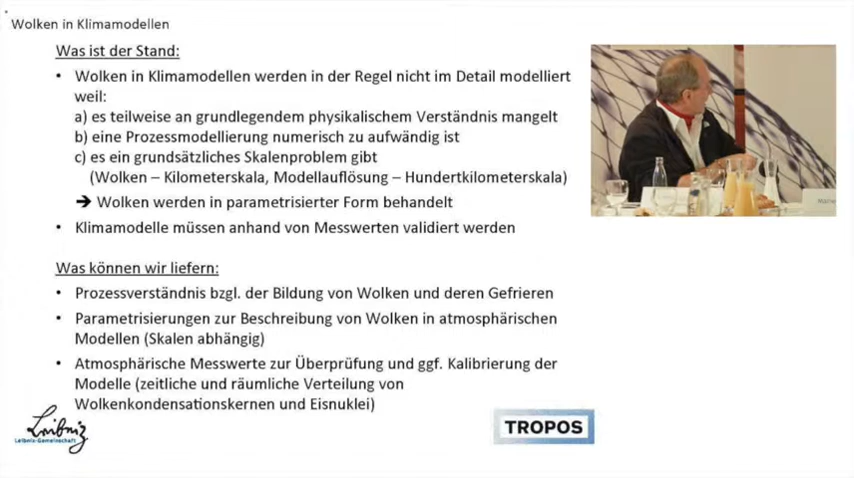 Wolken in Klimamodellen
Was ist der Stand:
• Wolken in Klimamodellen werden in der Regel nicht im Detail modelliert
weil:
a) es teilweise an grundlegendem physikalischem Verständnis mangelt
b) eine Prozessmodellierung numerisch zu aufwändig ist
c) es ein grundsätzliches Skalenproblem gibt
(Wolken – Kilometerskala, Modellauflösung – Hundertkilometerskala)
➔ Wolken werden in parametrisierter Form behandelt
• Klimamodelle müssen anhand von Messwerten validiert werden
Was können wir liefern:
• Prozessverständnis bzgl. der Bildung von Wolken und deren Gefrieren
• Parametrisierungen zur Beschreibung von Wolken in atmosphärischen
Modellen (Skalen abhängig)
• Atmosphärische Messwerte zur Überprüfung und ggf. Kalibrierung der
Modelle (zeitliche und räumliche Verteilung von
Wolkenkondensationskernen und Eisnuklei)
Leibniz
Leibniz-Gemeinschaft
TROPOS